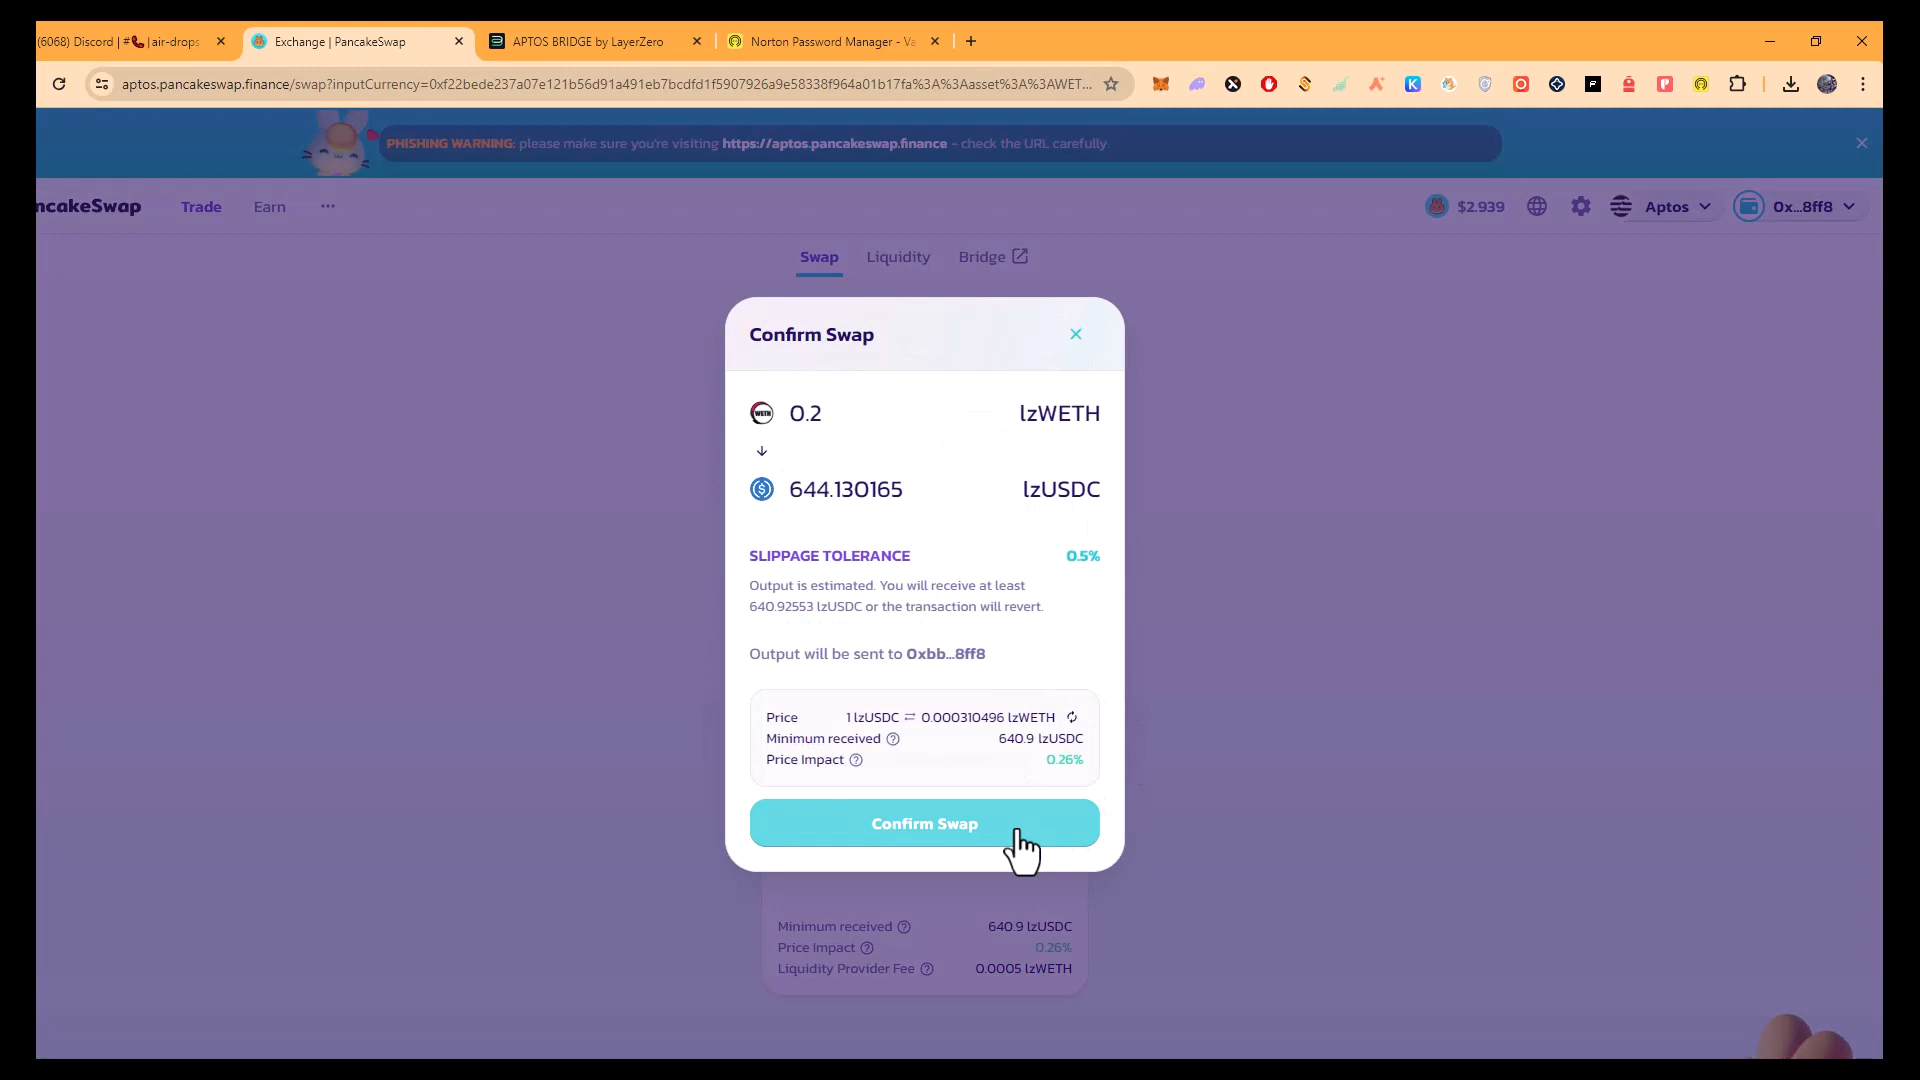 (6068) Discord | #📞|air-drops
Exchange | PancakeSwap
APTOS BRIDGE by LayerZero
Norton Password Manager - Va
aptos.pancakeswap.finance/swap?inputCurrency=0xf22bede237a07e121b56d91a491eb7bcdfd1f5907926a9e58338f964a01b17fa%3A%3Aasset%3A%3AWET...
PHISHING WARNING: please make sure you're visiting https://aptos.pancakeswap.finance - check the URL carefully.
ncakeSwap
Trade
Earn
...
$2.939
Aptos
0x...8ff8
Swap
Liquidity
Bridge
Confirm Swap
WETH
0.2
lzWETH
644.130165
lzUSDC
SLIPPAGE TOLERANCE
0.5%
Output is estimated. You will receive at least
640.92553 lzUSDC or the transaction will revert.
Output will be sent to 0xbb...8ff8
Price
1 lzUSDC ⇄ 0.000310496 lzWETH
Minimum received
640.9 lzUSDC
Price Impact
0.26%
Confirm Swap
Minimum received
640.9 lzUSDC
Price Impact
0.26%
Liquidity Provider Fee
0.0005 lzWETH